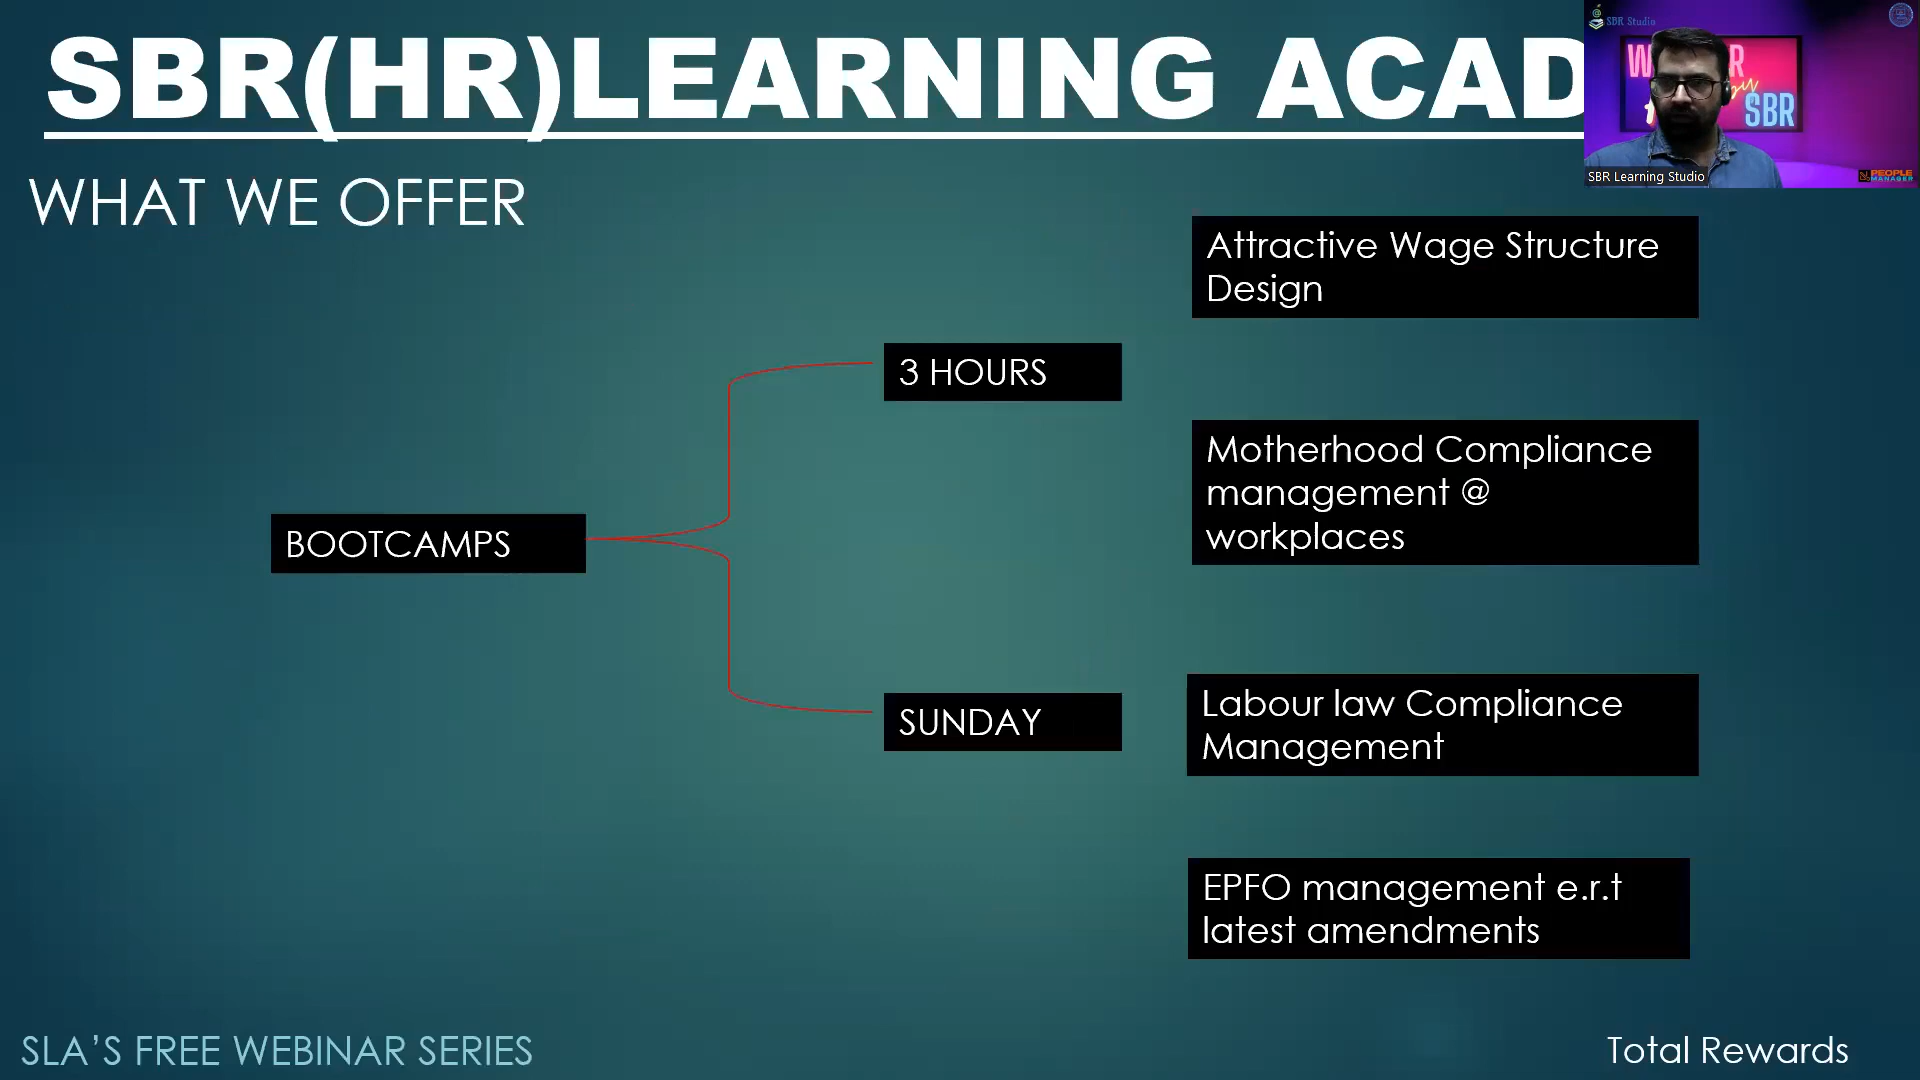 SBR(HR)LEARNING ACAD
SBR Studio
SBR
SBR Learning Studio
PEOPLE
MANAGER
WHAT WE OFFER
Attractive Wage Structure
Design
3 HOURS
Motherhood Compliance
management @
workplaces
BOOTCAMPS
Labour law Compliance
Management
SUNDAY
EPFO management e.r.t
latest amendments
SLA’S FREE WEBINAR SERIES
Total Rewards